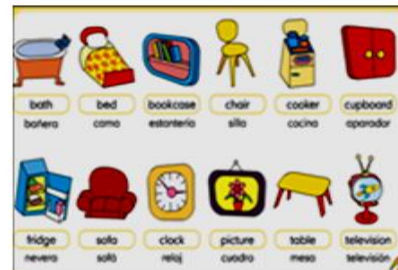 bath bed bookcase chair cooker cupboard
bañera cama estantería silla cocina aparador
fridge sofa clock picture table television
nevera sofá reloj cuadro mesa televisión